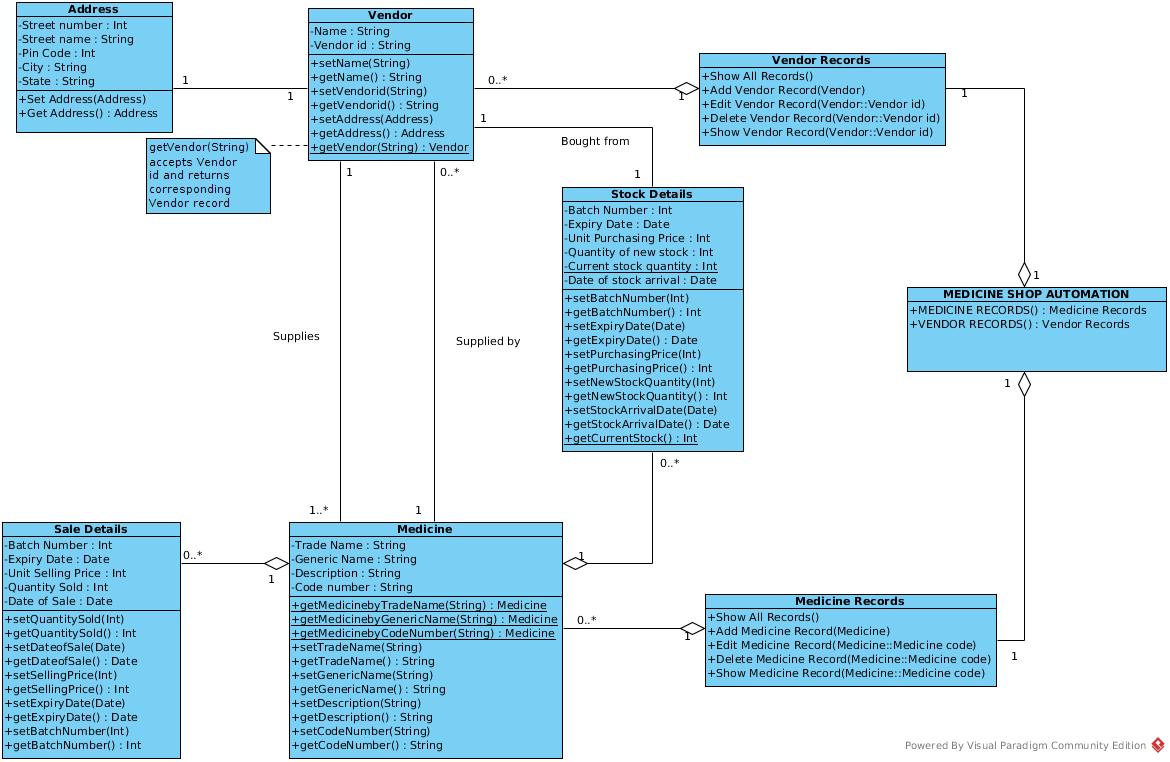 Address
-Street number : Int
-Street name : String
-Pin Code : Int
-City : String
-State : String
+Set Address(Address)
+Get Address() : Address
1
1
Vendor
-Name : String
-Vendor id : String
+setName(String)
+getName() : String
+setVendorid(String)
+getVendorid() : String
+setAddress(Address)
+getAddress() : Address
+getVendor(String) : Vendor
getVendor(String)
accepts Vendor
id and returns
corresponding
Vendor record
0..*
1
Vendor Records
+Show All Records()
+Add Vendor Record(Vendor)
+Edit Vendor Record(Vendor::Vendor id)
+Delete Vendor Record(Vendor::Vendor id)
+Show Vendor Record(Vendor::Vendor id)
1
1
1
Bought from
1
1
0..*
Stock Details
-Batch Number : Int
-Expiry Date : Date
-Unit Purchasing Price : Int
-Quantity of new stock : Int
-Current stock quantity : Int
-Date of stock arrival : Date
+setBatchNumber(Int)
+getBatchNumber() : Int
+setExpiryDate(Date)
+getExpiryDate() : Date
+setPurchasingPrice(Int)
+getPurchasingPrice() : Int
+setNewStockQuantity(Int)
+getNewStockQuantity() : Int
+setStockArrivalDate(Date)
+getStockArrivalDate() : Date
+getCurrentStock() : Int
0..*
MEDICINE SHOP AUTOMATION
+MEDICINE RECORDS() : Medicine Records
+VENDOR RECORDS() : Vendor Records
1
Supplies
Supplied by
1..*
1
Sale Details
-Batch Number : Int
-Expiry Date : Date
-Unit Selling Price : Int
-Quantity Sold : Int
-Date of Sale : Date
+setQuantitySold(Int)
+getQuantitySold() : Int
+setDateofSale(Date)
+getDateofSale() : Date
+setSellingPrice(Int)
+getSellingPrice() : Int
+setExpiryDate(Date)
+getExpiryDate() : Date
+setBatchNumber(Int)
+getBatchNumber() : Int
0..*
1
Medicine
-Trade Name : String
-Generic Name : String
-Description : String
-Code number : String
+getMedicinebyTradeName(String) : Medicine
+getMedicinebyGenericName(String) : Medicine
+getMedicinebyCodeNumber(String) : Medicine
+setTradeName(String)
+getTradeName() : String
+setGenericName(String)
+getGenericName() : String
+setDescription(String)
+getDescription() : String
+setCodeNumber(String)
+getCodeNumber() : String
1
0..*
1
Medicine Records
+Show All Records()
+Add Medicine Record(Medicine)
+Edit Medicine Record(Medicine::Medicine code)
+Delete Medicine Record(Medicine::Medicine code)
+Show Medicine Record(Medicine::Medicine code)
1
Powered By Visual Paradigm Community Edition